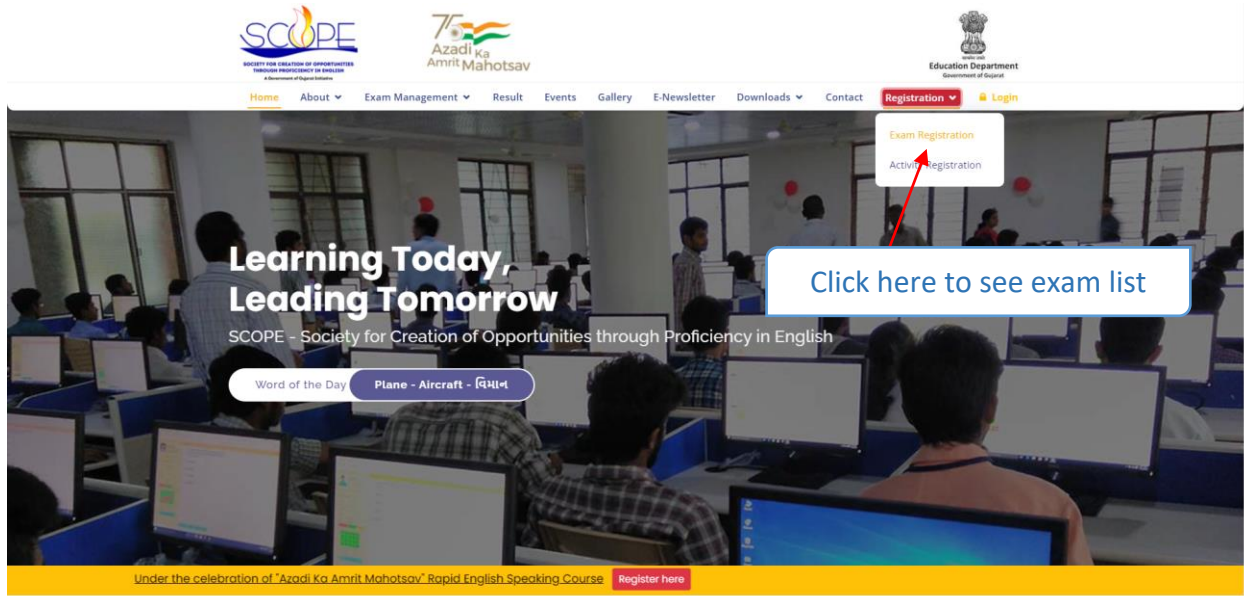 SCOPE
SOCIETY FOR CREATION OF OPPORTUNITIES
THROUGH PROFICIENCY IN ENGLISH
A Government of Gujarat Initiative
75
Azadi Ka
Amrit Mahotsav
सत्यमेव जयते
Education Department
Government of Gujarat
Home About Exam Management Result Events Gallery E-Newsletter Downloads Contact Registration Login
Exam Registration
Activity Registration
Click here to see exam list
Learning Today,
Leading Tomorrow
SCOPE - Society for Creation of Opportunities through Proficiency in English
Word of the Day Plane - Aircraft - વિમાન
Under the celebration of "Azadi Ka Amrit Mahotsav" Rapid English Speaking Course Register here